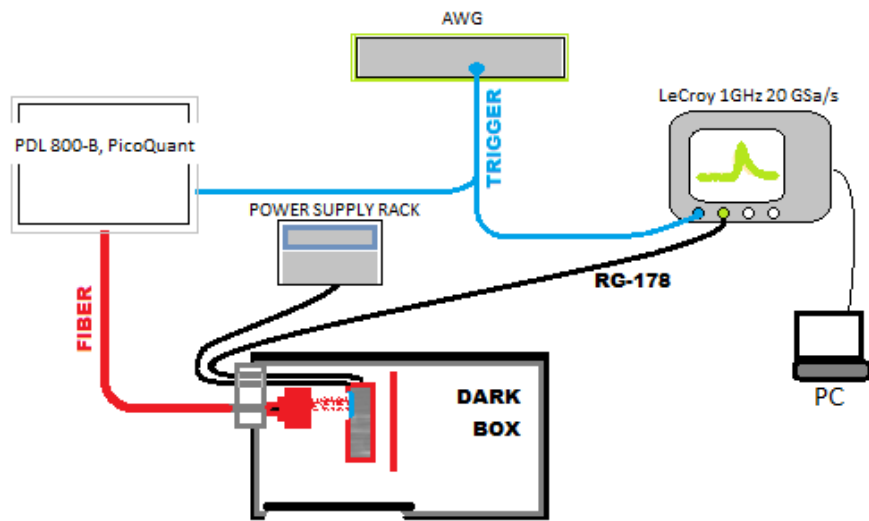 AWG
LeCroy 1GHz 20 GSa/s
PDL 800-B, PicoQuant
TRIGGER
POWER SUPPLY RACK
RG-178
FIBER
DARK
BOX
PC